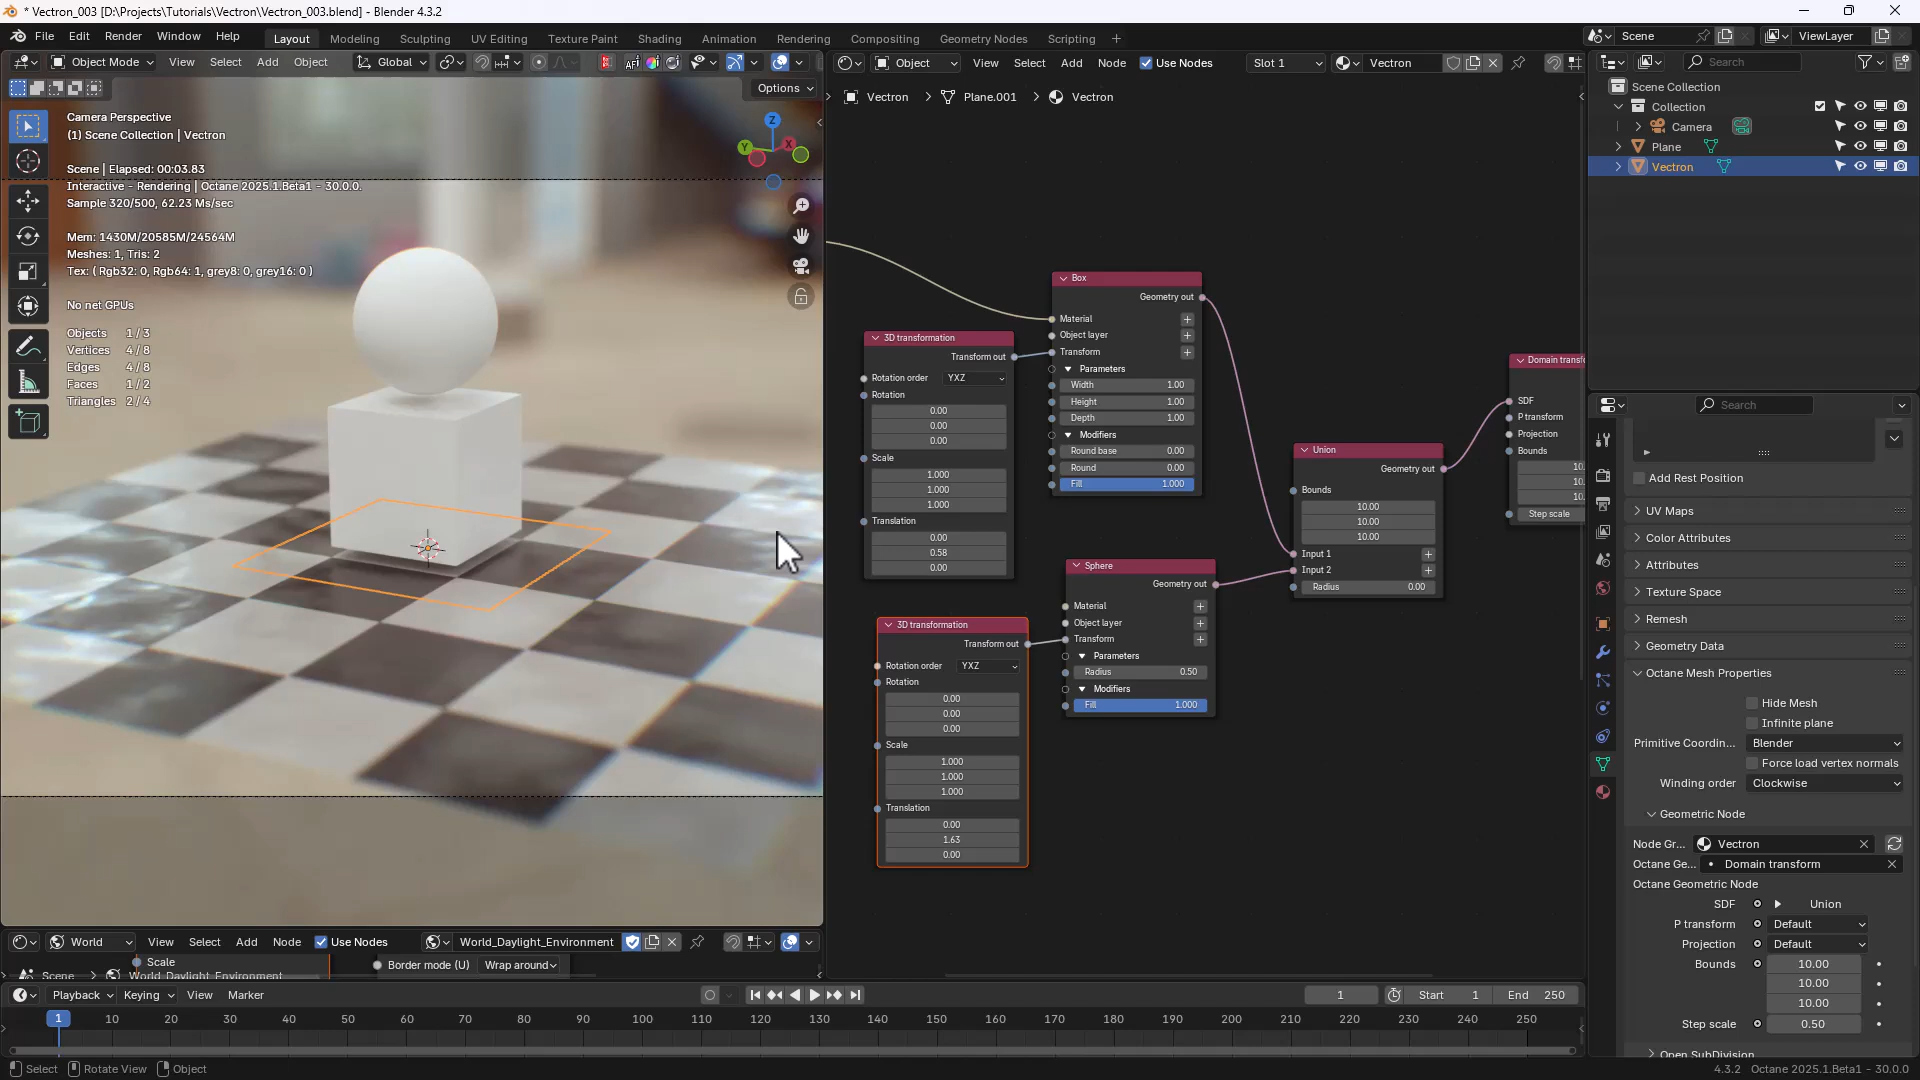 * Vectron_003 [D:\Projects\Tutorials\Vectron\Vectron_003.blend] - Blender 4.3.2
File Edit Render Window Help
Layout Modeling Sculpting UV Editing Texture Paint Shading Animation Rendering Compositing Geometry Nodes Scripting
Scene ViewLayer
Object Mode View Select Add Object Global
Object View Select Add Node Use Nodes Slot 1 Vectron
Search
Options
Vectron > Plane.001 > Vectron
Scene Collection
Collection
Camera
Plane
Vectron
Camera Perspective
(1) Scene Collection | Vectron
Scene | Elapsed: 00:03.83
Interactive - Rendering | Octane 2025.1.Beta1 - 30.0.0.
Sample 320/500, 62.23 Ms/sec
Mem: 1430M/20585M/24564M
Meshes: 1, Tris: 2
Tex: ( Rgb32: 0, Rgb64: 1, grey8: 0, grey16: 0 )
No net GPUs
Objects 1/3
Vertices 4/8
Edges 4/8
Faces 1/2
Triangles 2/4
Z
Y
X
3D transformation
Transform out
Rotation order YXZ
Rotation
0.00
0.00
0.00
Scale
1.000
1.000
1.000
Translation
0.00
0.58
0.00
Box
Geometry out
Material
Object layer
Transform
Parameters
Width 1.00
Height 1.00
Depth 1.00
Modifiers
Round base 0.00
Round 0.00
Fill 1.000
3D transformation
Transform out
Rotation order YXZ
Rotation
0.00
0.00
0.00
Scale
1.000
1.000
1.000
Translation
0.00
1.63
0.00
Sphere
Geometry out
Material
Object layer
Transform
Parameters
Radius 0.50
Modifiers
Fill 1.000
Union
Geometry out
Bounds
10.00
10.00
10.00
Input 1
Input 2
Radius 0.00
Domain transf
SDF
P transform
Projection
Bounds
10.
10.
10.
Step scale
Search
Add Rest Position
UV Maps
Color Attributes
Attributes
Texture Space
Remesh
Geometry Data
Octane Mesh Properties
Hide Mesh
Infinite plane
Primitive Coordin... Blender
Force load vertex normals
Winding order Clockwise
Geometric Node
Node Gr... Vectron
Octane Ge... Domain transform
Octane Geometric Node
SDF Union
P transform Default
Projection Default
Bounds 10.00
10.00
10.00
Step scale 0.50
Open SubDivision
World View Select Add Node Use Nodes World_Daylight_Environment
Scale
Border mode (U) Wrap around
Scene > World_Daylight_Environment
Playback Keying View Marker
1 Start 1 End 250
1 10 20 30 40 50 60 70 80 90 100 110 120 130 140 150 160 170 180 190 200 210 220 230 240 250
Select Rotate View Object
4.3.2 Octane 2025.1.Beta1 - 30.0.0